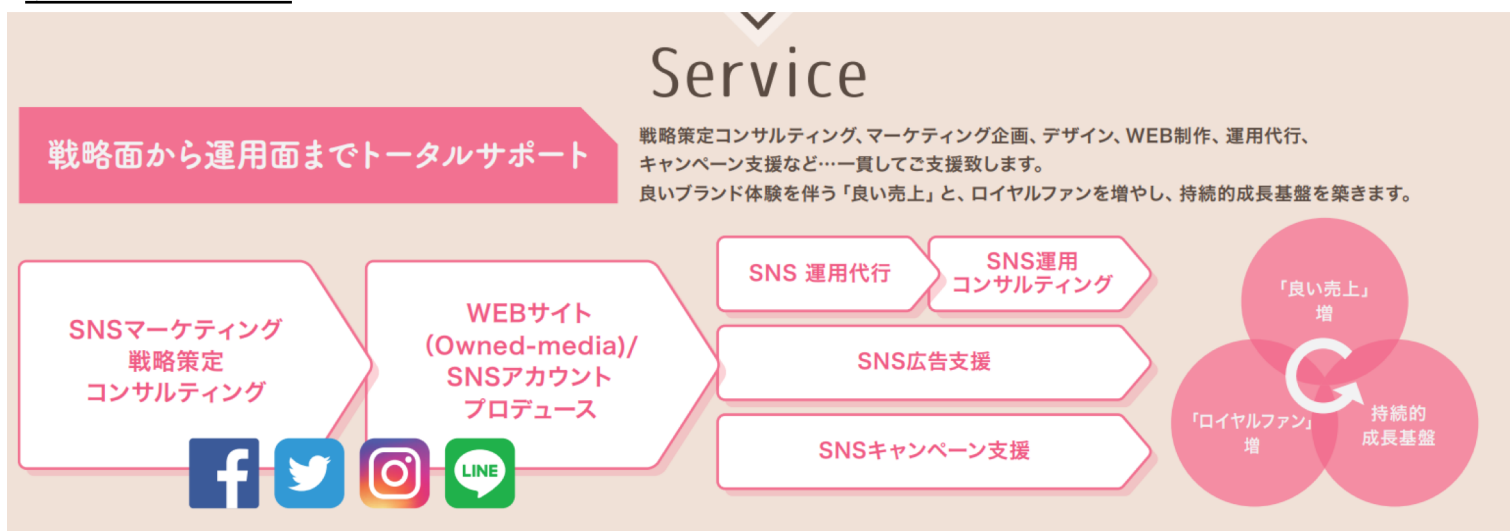 Service
戦略面から運用面までトータルサポート
戦略策定コンサルティング、マーケティング企画、デザイン、WEB制作、運用代行、
キャンペーン支援など…一貫してご支援致します。
良いブランド体験を伴う「良い売上」と、ロイヤルファンを増やし、持続的成長基盤を築きます。
SNSマーケティング
戦略策定
コンサルティング
WEBサイト
(Owned-media)/
SNSアカウント
プロデュース
SNS 運用代行
SNS運用
コンサルティング
SNS広告支援
SNSキャンペーン支援
「良い売上」
増
「ロイヤルファン」
増
持続的
成長基盤
LINE